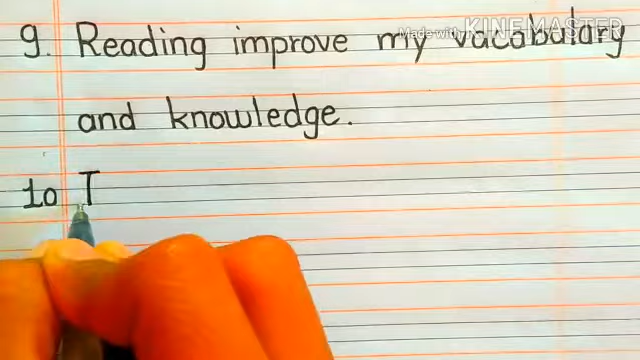 9. Reading improve my vacabulary
Made with KINEMASTER
and knowledge.
10 T